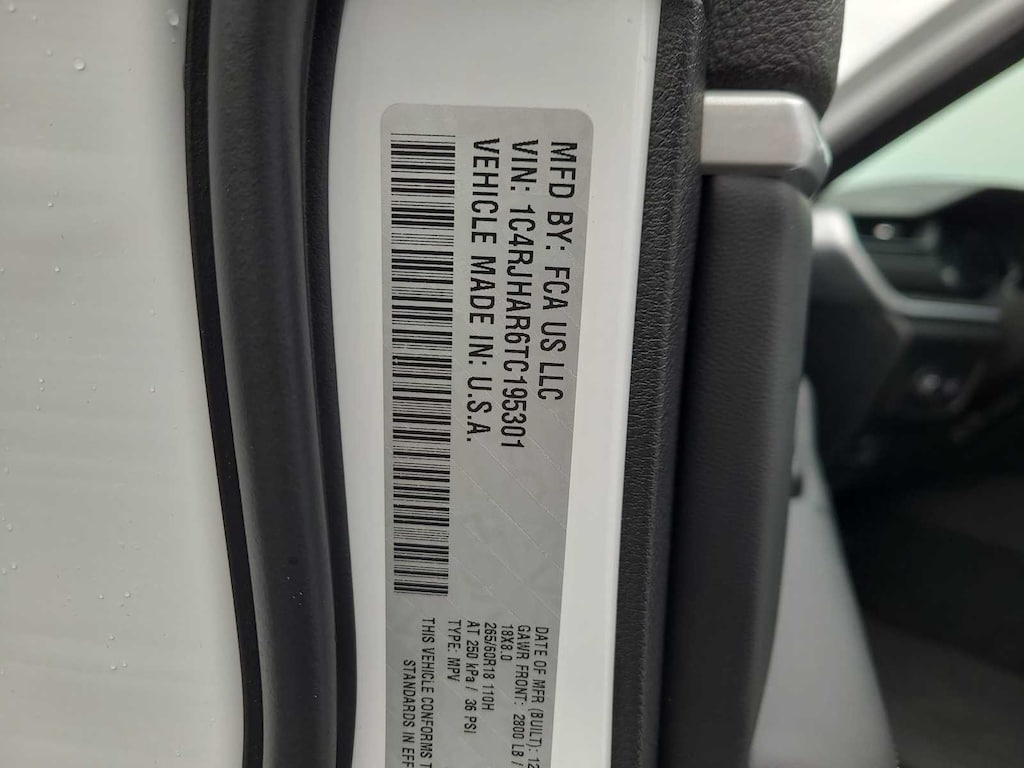 MFD BY: FCA US LLC
VIN: 1C4RJHAR6TC195301
VEHICLE MADE IN: U.S.A.
DATE OF MFR (BUILT): 12
GAWR FRONT: 2800 LB /
18X8.0
265/60R18 110H
AT 250 kPa / 36 PSI
TYPE: MPV
THIS VEHICLE CONFORMS T
STANDARDS IN EFF